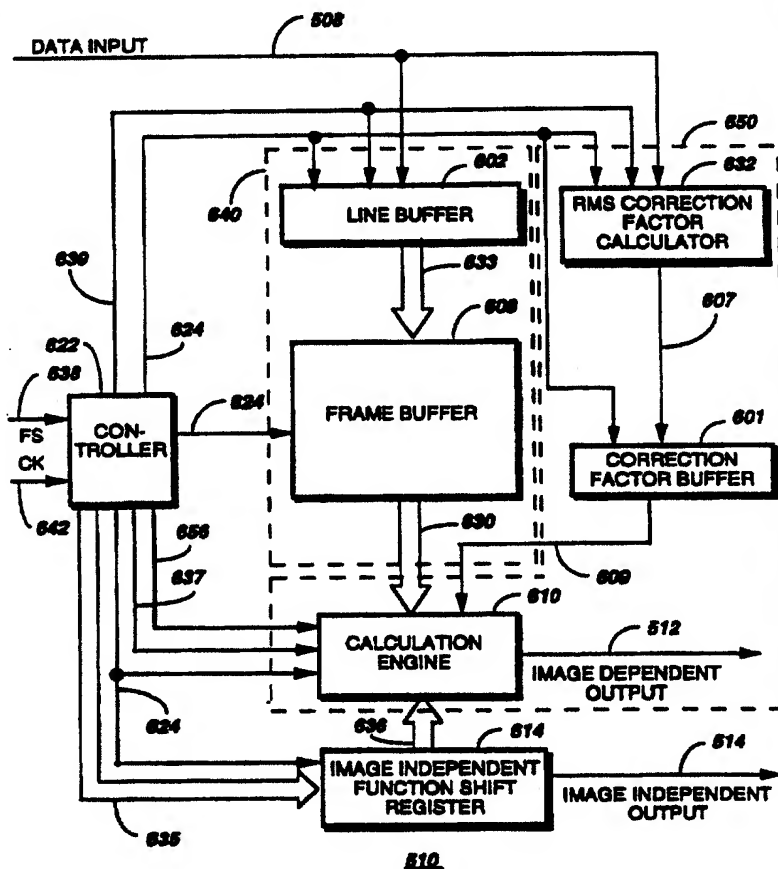 508
DATA INPUT
650
602
632
640
LINE BUFFER
RMS CORRECTION
FACTOR
CALCULATOR
639
633
624
608
607
622
638
FS
CON-
TROLLER
624
FRAME BUFFER
601
CK
CORRECTION
FACTOR BUFFER
642
656
630
637
609
610
CALCULATION
ENGINE
512
IMAGE DEPENDENT
OUTPUT
624
636
614
514
IMAGE INDEPENDENT
FUNCTION SHIFT
REGISTER
IMAGE INDEPENDENT
OUTPUT
635
510